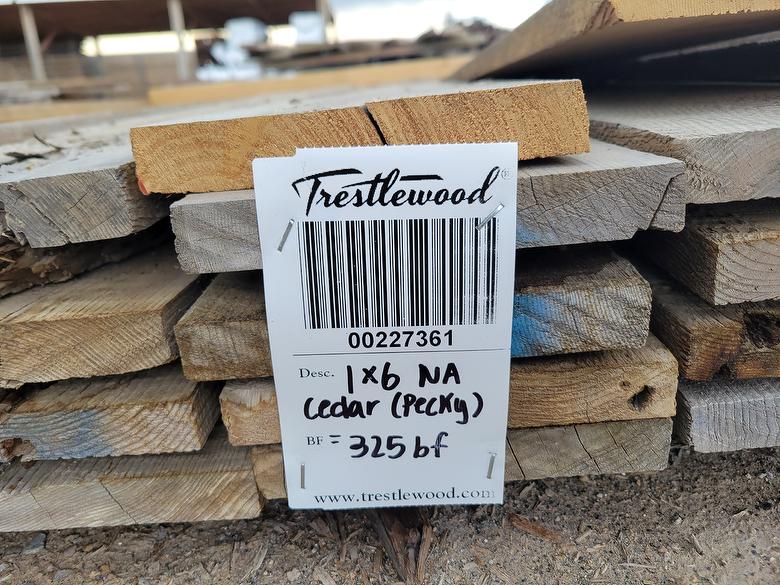 Trestlewood®
00227361
Desc. 1x6 NA
Cedar (Pecky)
BF = 325 bf
www.trestlewood.com